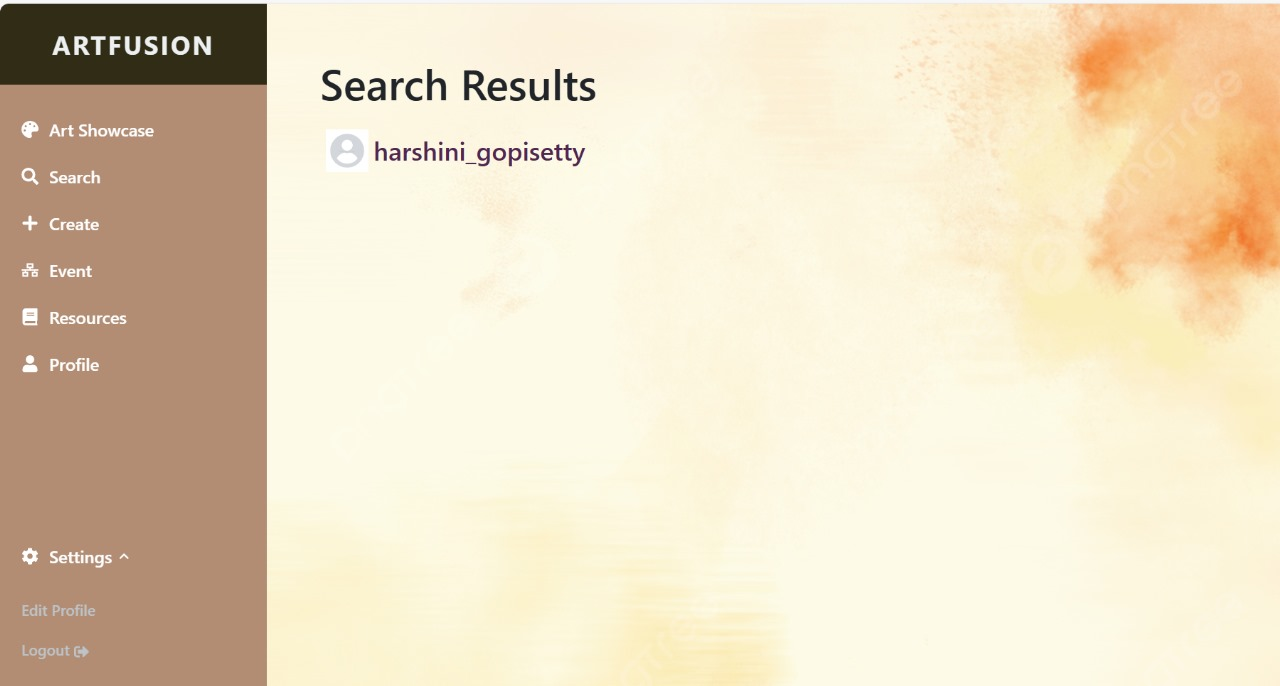 ARTFUSION
Art Showcase
Search
Create
Event
Resources
Profile
Settings
Edit Profile
Logout
Search Results
harshini_gopisetty